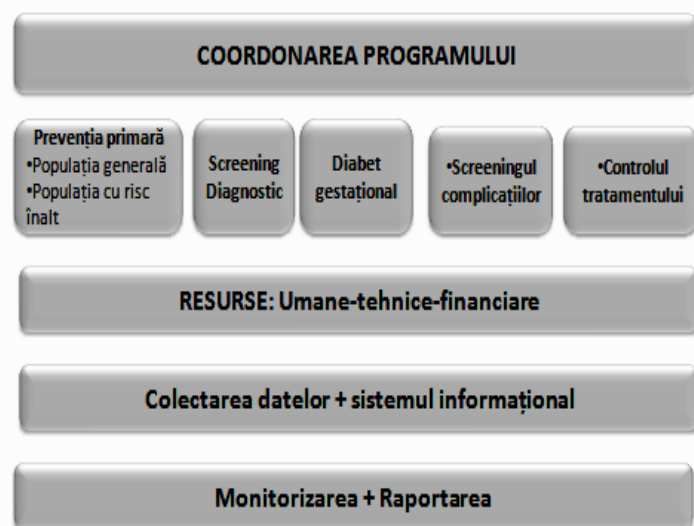 COORDONAREA PROGRAMULUI
Prevenția primară
•Populația generală
•Populația cu risc
înalt
Screening
Diagnostic
Diabet
gestațional
•Screeningul
complicațiilor
•Controlul
tratamentului
RESURSE: Umane-tehnice-financiare
Colectarea datelor + sistemul informațional
Monitorizarea + Raportarea